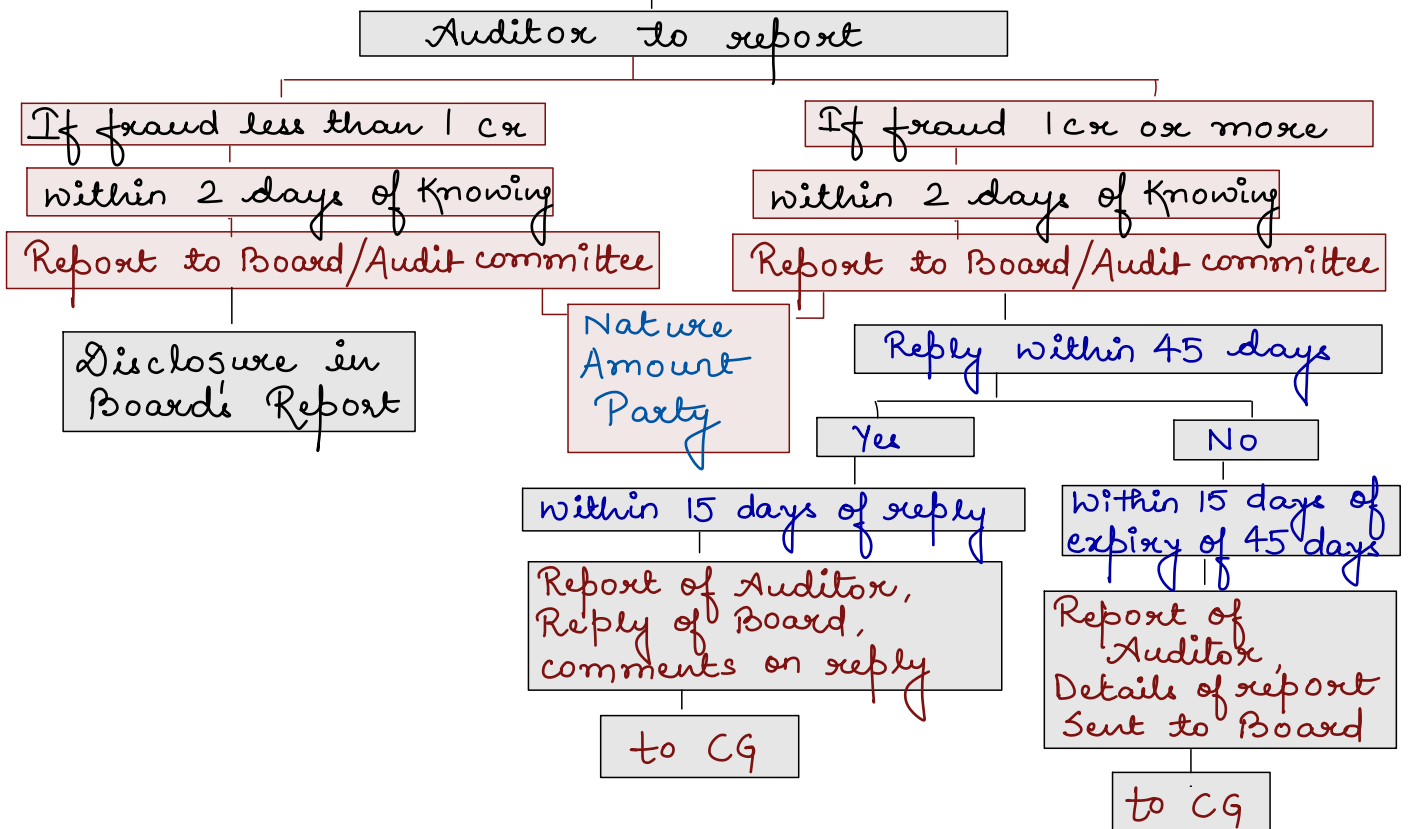 Auditor to report
If fraud less than 1 cr
within 2 days of Knowing
Report to Board/Audit committee
Disclosure in
Board's Report
Nature
Amount
Party
If fraud 1cr or more
within 2 days of Knowing
Report to Board/Audit committee
Reply within 45 days
Yes
within 15 days of reply
Report of Auditor,
Reply of Board,
comments on reply
to CG
No
Within 15 days of
expiry of 45 days
Report of
Auditor,
Details of report
Sent to Board
to CG